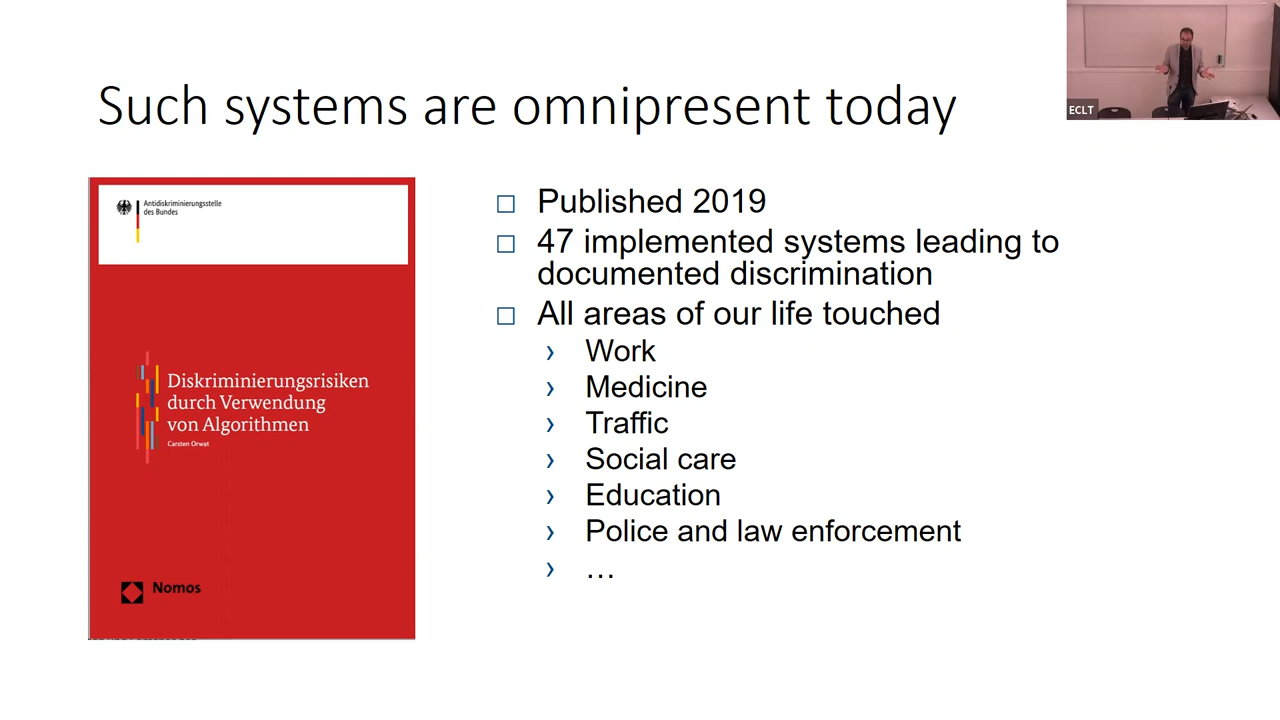 Such systems are omnipresent today
ECLT
Antidiskriminierungsstelle
des Bundes
Diskriminierungsrisiken
durch Verwendung
von Algorithmen
Carsten Orwat
Nomos
Published 2019
47 implemented systems leading to
documented discrimination
All areas of our life touched
Work
Medicine
Traffic
Social care
Education
Police and law enforcement
…